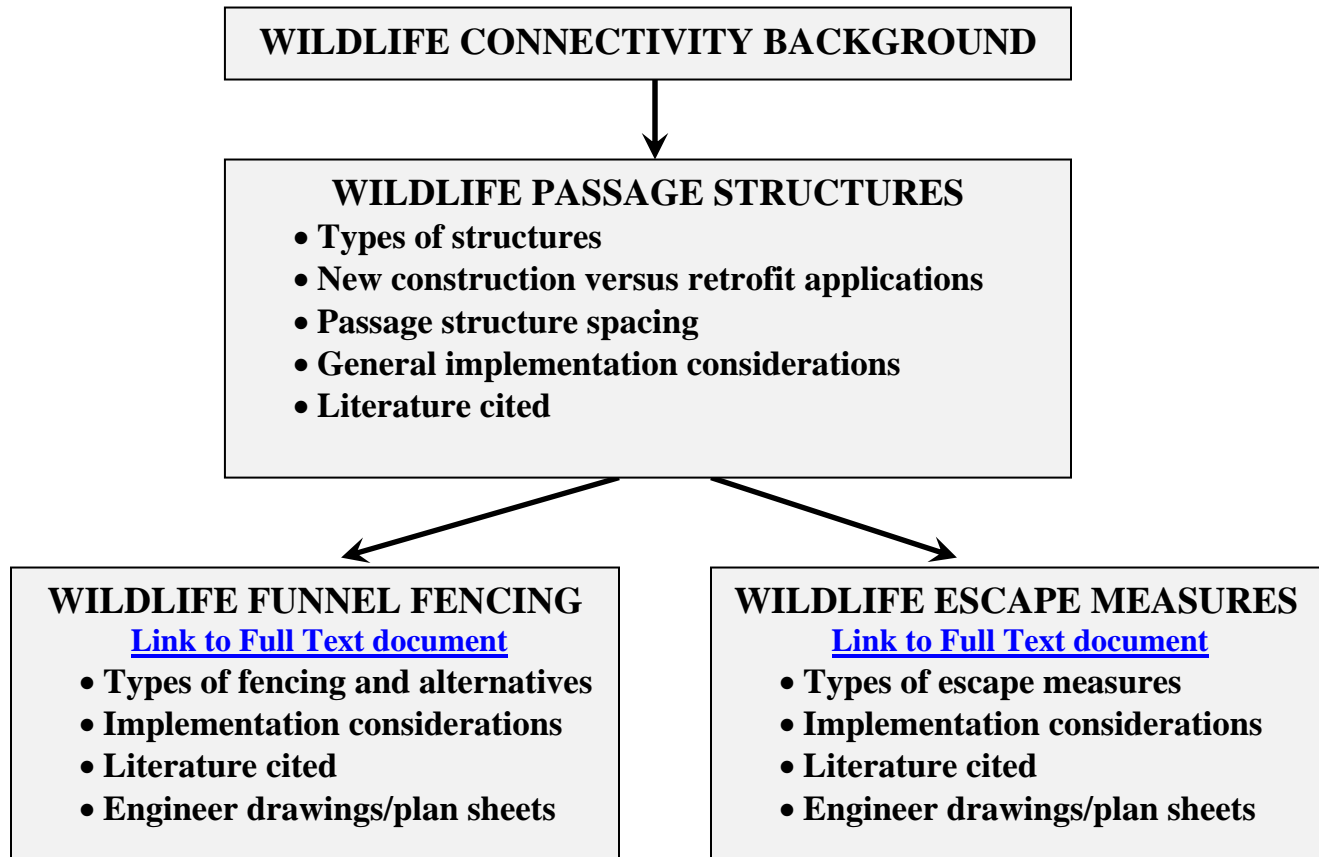 WILDLIFE CONNECTIVITY BACKGROUND
WILDLIFE PASSAGE STRUCTURES
• Types of structures
• New construction versus retrofit applications
• Passage structure spacing
• General implementation considerations
• Literature cited
WILDLIFE FUNNEL FENCING
Link to Full Text document
• Types of fencing and alternatives
• Implementation considerations
• Literature cited
• Engineer drawings/plan sheets
WILDLIFE ESCAPE MEASURES
Link to Full Text document
• Types of escape measures
• Implementation considerations
• Literature cited
• Engineer drawings/plan sheets